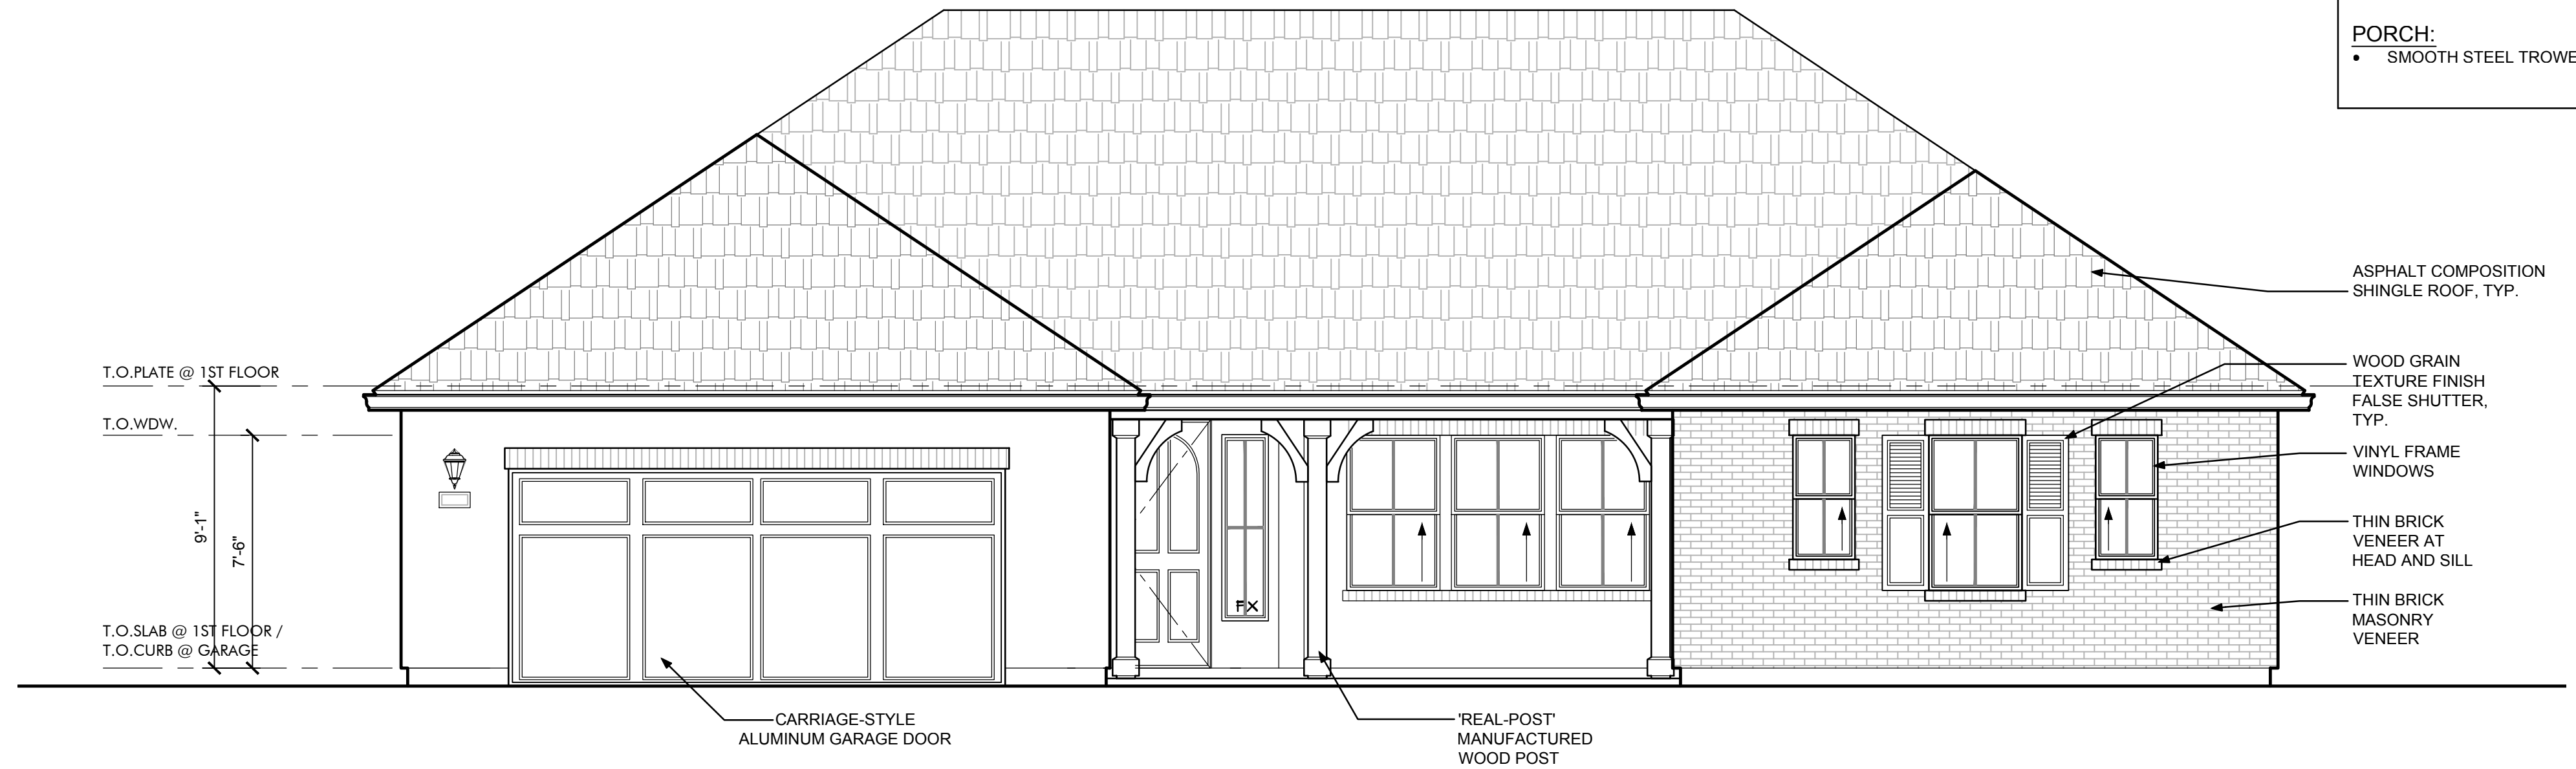 PORCH:
• SMOOTH STEEL TROWE
ASPHALT COMPOSITION
SHINGLE ROOF, TYP.
T.O.PLATE @ 1ST FLOOR
WOOD GRAIN
TEXTURE FINISH
FALSE SHUTTER,
TYP.
T.O.WDW.
VINYL FRAME
WINDOWS
9'-1"
7'-6"
THIN BRICK
VENEER AT
HEAD AND SILL
FX
THIN BRICK
MASONRY
VENEER
T.O.SLAB @ 1ST FLOOR /
T.O.CURB @ GARAGE
CARRIAGE-STYLE
ALUMINUM GARAGE DOOR
'REAL-POST'
MANUFACTURED
WOOD POST